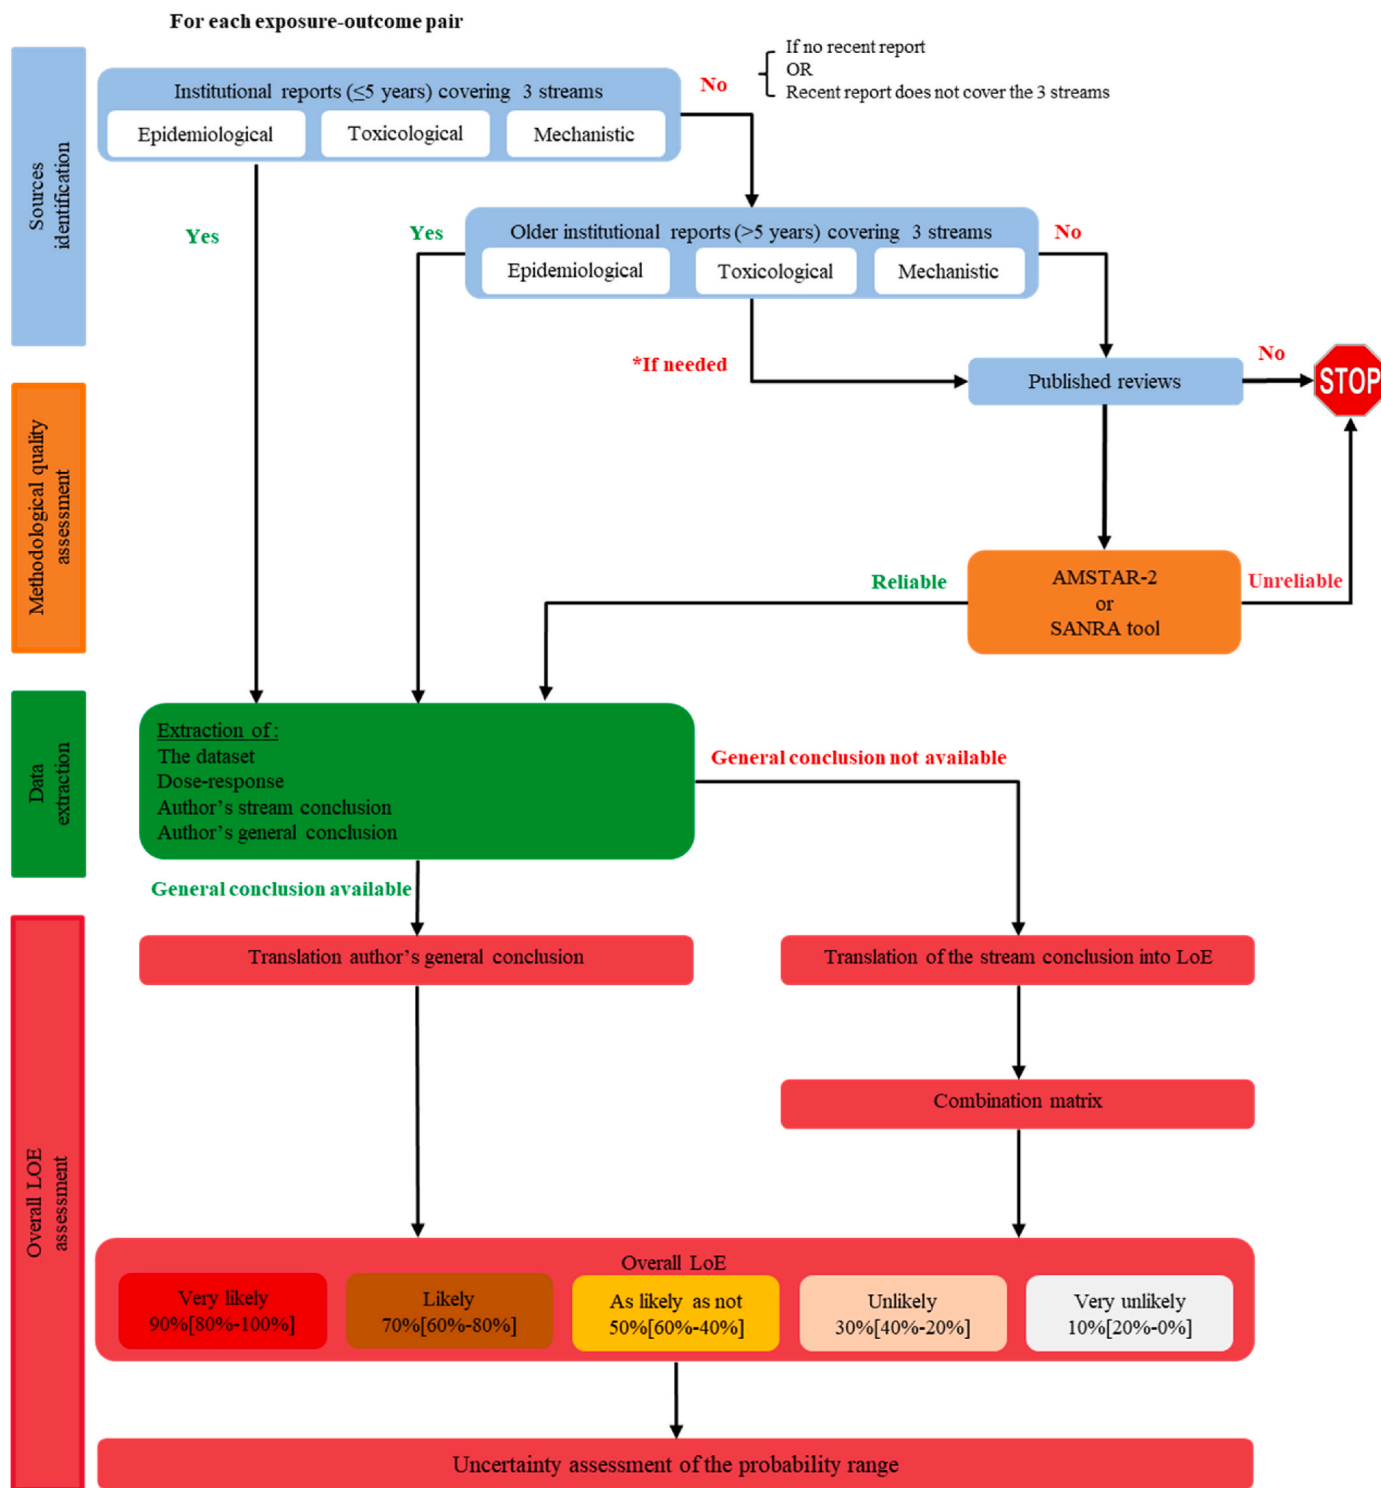 For each exposure-outcome pair
Sources
identification
Institutional reports (≤5 years) covering 3 streams
Epidemiological
Toxicological
Mechanistic
No
If no recent report
OR
Recent report does not cover the 3 streams
Yes
Yes
Older institutional reports (>5 years) covering 3 streams
Epidemiological
Toxicological
Mechanistic
No
*If needed
Published reviews
No
STOP
Methodological quality
assessment
Reliable
AMSTAR-2
or
SANRA tool
Unreliable
Data
extraction
Extraction of :
The dataset
Dose-response
Author's stream conclusion
Author's general conclusion
General conclusion not available
General conclusion available
Overall LOE
assessment
Translation author's general conclusion
Translation of the stream conclusion into LoE
Combination matrix
Overall LoE
Very likely
90%[80%-100%]
Likely
70%[60%-80%]
As likely as not
50%[60%-40%]
Unlikely
30%[40%-20%]
Very unlikely
10%[20%-0%]
Uncertainty assessment of the probability range